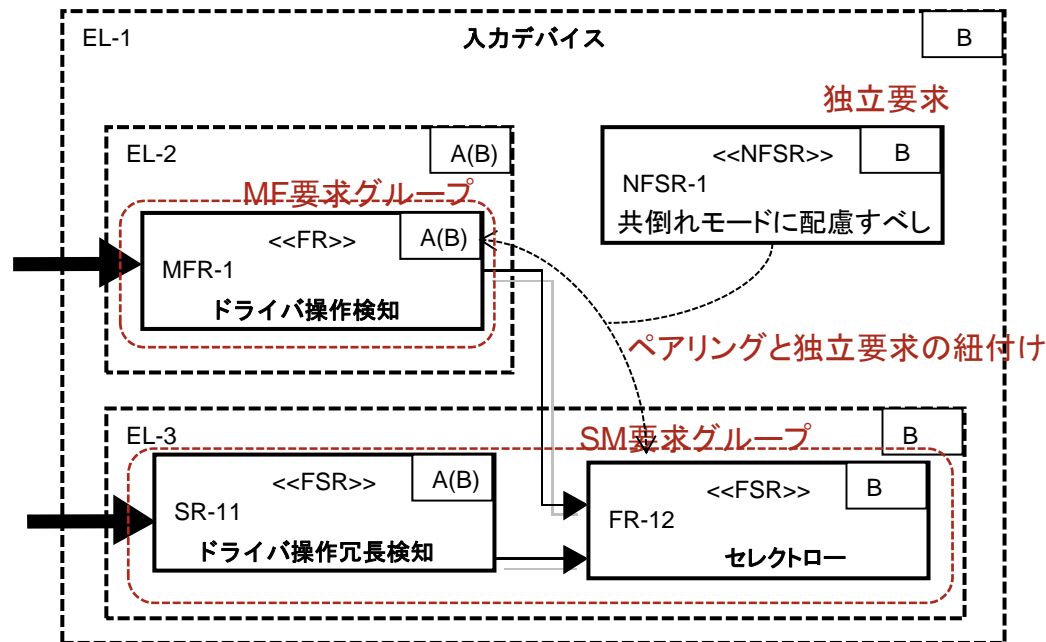 EL-1
入力デバイス
B
独立要求
EL-2
A(B)
MF要求グループ
<<FR>>
A(B)
MFR-1
ドライバ操作検知
<<NFSR>>
B
NFSR-1
共倒れモードに配慮すべし
ペアリングと独立要求の紐付け
EL-3
SM要求グループ
B
<<FSR>>
A(B)
SR-11
ドライバ操作冗長検知
<<FSR>>
B
FR-12
セレクトロー